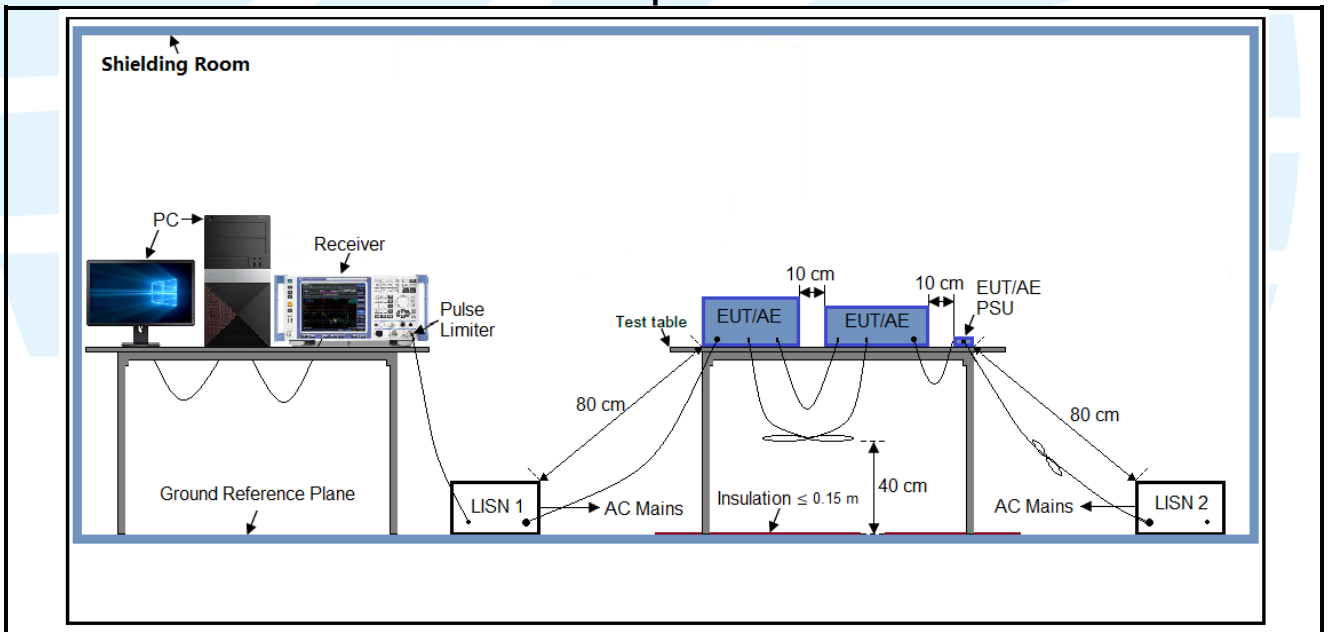 Shielding Room
PC
Receiver
Pulse
Limiter
10 cm
10 cm
EUT/AE
PSU
Test table
EUT/AE
EUT/AE
80 cm
80 cm
40 cm
Ground Reference Plane
LISN 1
AC Mains
Insulation ≤ 0.15 m
AC Mains
LISN 2